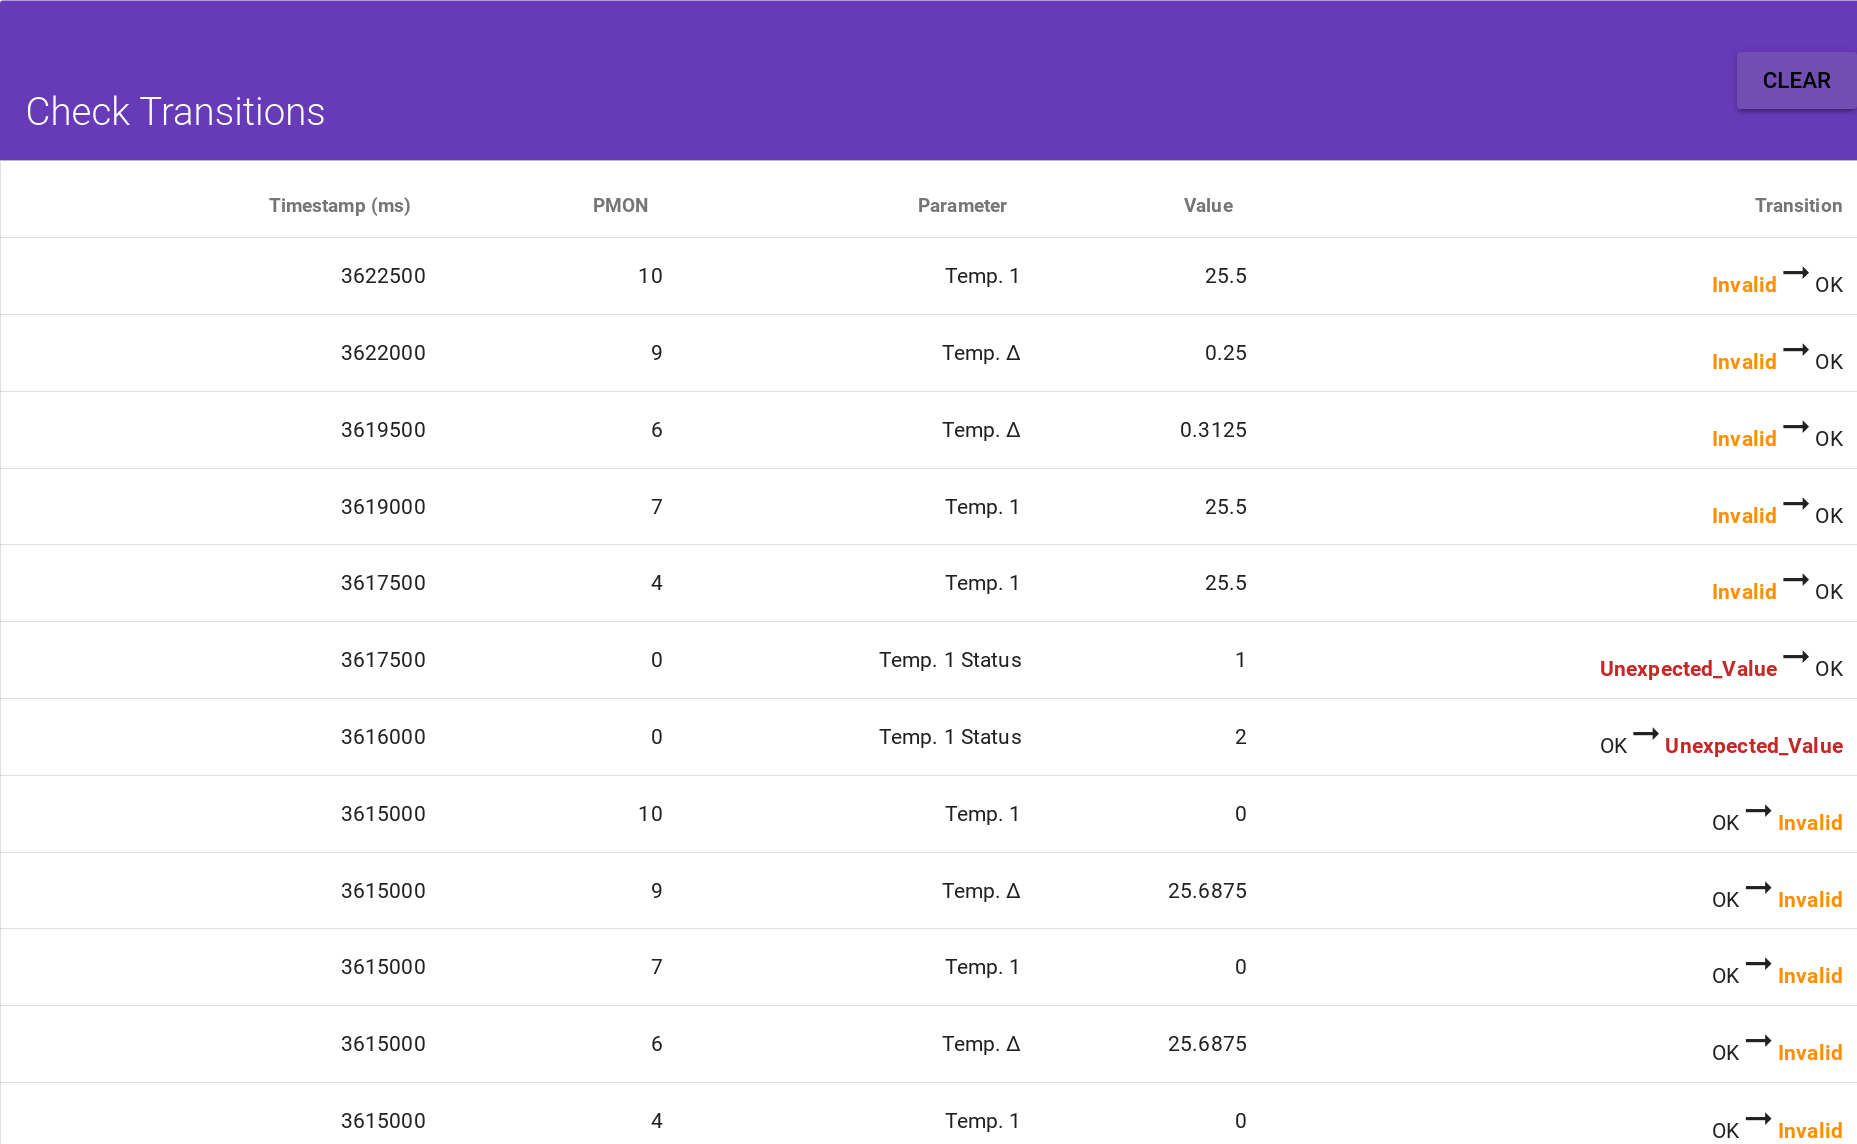 CLEAR
Check Transitions
Timestamp (ms) PMON Parameter Value Transition
3622500 10 Temp. 1 25.5 Invalid → OK
3622000 9 Temp. Δ 0.25 Invalid → OK
3619500 6 Temp. Δ 0.3125 Invalid → OK
3619000 7 Temp. 1 25.5 Invalid → OK
3617500 4 Temp. 1 25.5 Invalid → OK
3617500 0 Temp. 1 Status 1 Unexpected_Value → OK
3616000 0 Temp. 1 Status 2 OK → Unexpected_Value
3615000 10 Temp. 1 0 OK → Invalid
3615000 9 Temp. Δ 25.6875 OK → Invalid
3615000 7 Temp. 1 0 OK → Invalid
3615000 6 Temp. Δ 25.6875 OK → Invalid
3615000 4 Temp. 1 0 OK → Invalid